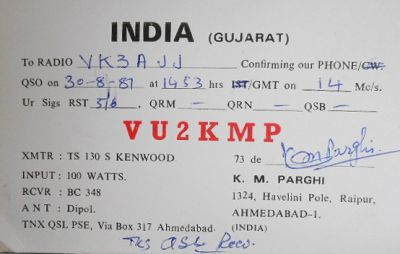 INDIA (GUJARAT)
To RADIO VK3AJJ Confirming our PHONE/CW.
QSO on 30-8-87 at 1453 hrs IST/GMT on 14 Mc/s.
Ur Sigs RST 5/6 QRM – QRN – QSB –
VU2KMP
XMTR : TS 130 S KENWOOD 73 de KMParghi
INPUT : 100 WATTS. K. M. PARGHI
RCVR : BC 348 1324, Havelini Pole, Raipur,
ANT : Dipol. AHMEDABAD-1.
TNX QSL PSE, Via Box 317 Ahmedabad. (INDIA)
Tks QSL Recv.